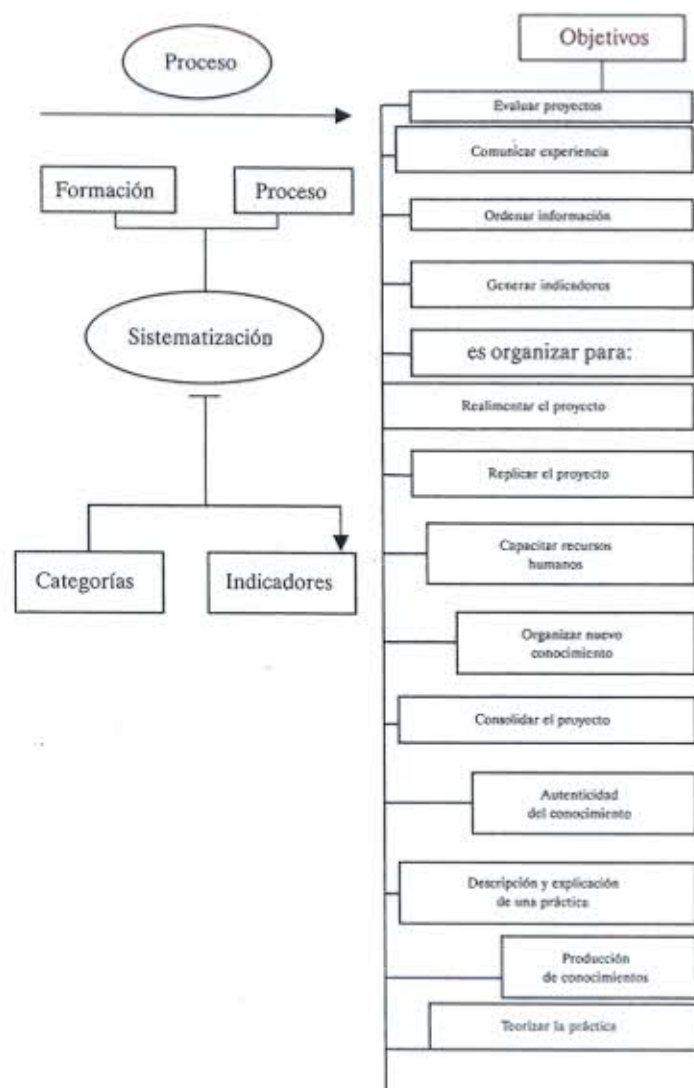 Proceso
Formación
Proceso
Sistematización
Categorías
Indicadores
Objetivos
Evaluar proyectos
Comunicar experiencia
Ordenar información
Generar indicadores
es organizar para:
Realimentar el proyecto
Replicar el proyecto
Capacitar recursos
humanos
Organizar nuevo
conocimiento
Consolidar el proyecto
Autenticidad
del conocimiento
Descripción y explicación
de una práctica
Producción
de conocimientos
Teorizar la práctica